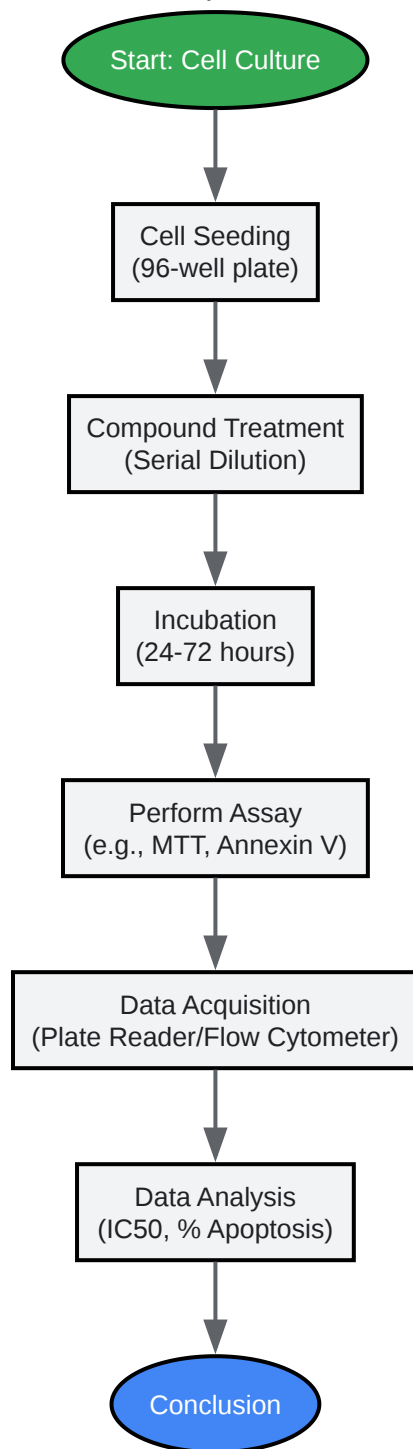 Start: Cell Culture
Cell Seeding
(96-well plate)
Compound Treatment
(Serial Dilution)
Incubation
(24-72 hours)
Perform Assay
(e.g., MTT, Annexin V)
Data Acquisition
(Plate Reader/Flow Cytometer)
Data Analysis
(IC50, % Apoptosis)
Conclusion